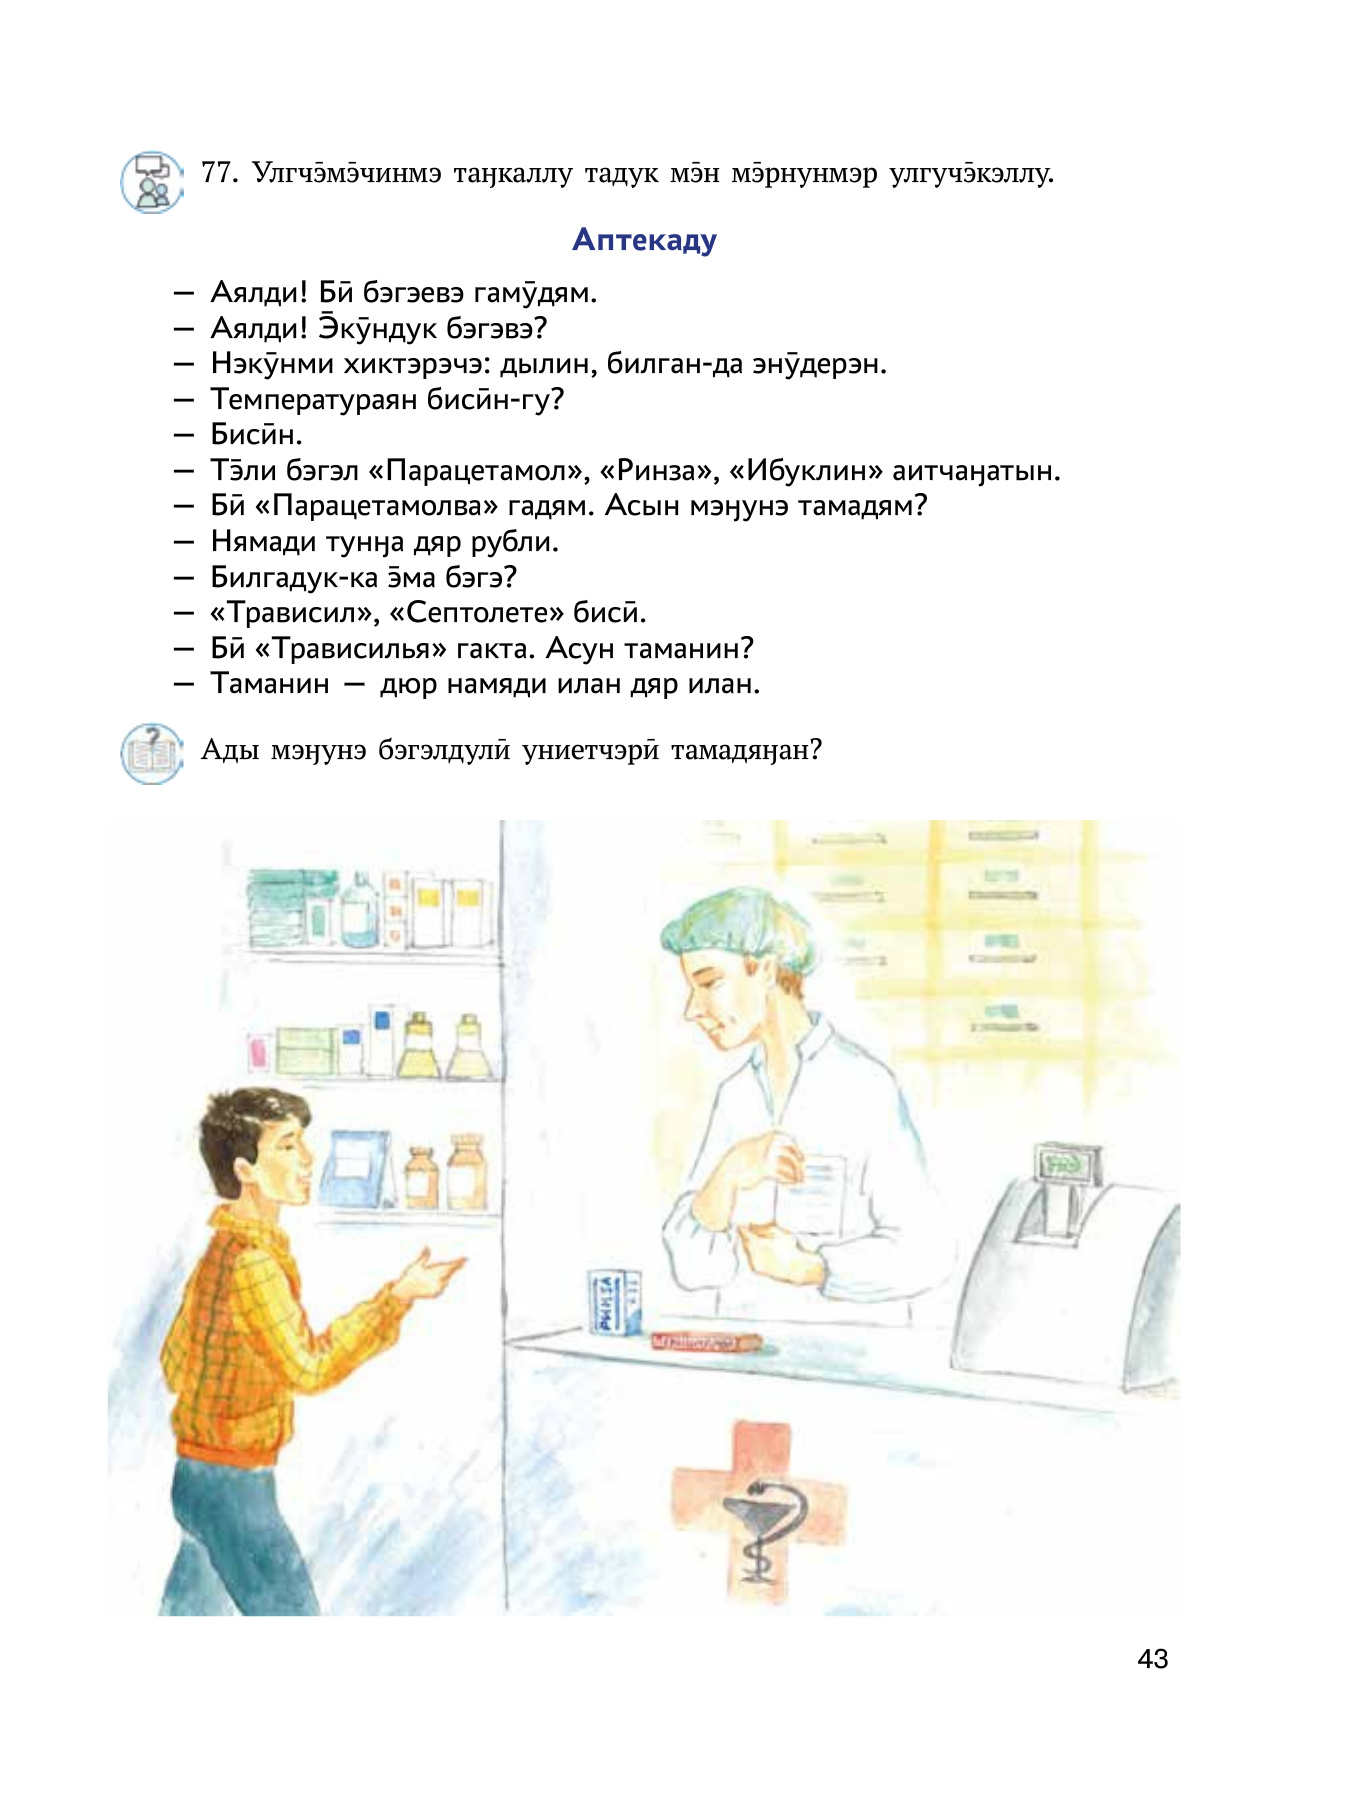 77. Улгчэ̄мэ̄чинмэ таӈкаллу тадук мэ̄н мэ̄рнунмэр улгучэ̄кэллу.
Аптекаду
— Аялди! Бӣ бэгэевэ гамӯдям.
— Аялди! Э̄кӯндук бэгэвэ?
— Нэкӯнми хиктэрэчэ: дылин, билган-да энӯдерэн.
— Температураян бисӣн-гу?
— Бисӣн.
— Тэ̄ли бэгэл «Парацетамол», «Ринза», «Ибуклин» аитчаӈатын.
— Бӣ «Парацетамолва» гадям. Асын мэӈунэ тамадям?
— Нямади тунӈа дяр рубли.
— Билгадук-ка э̄ма бэгэ?
— «Трависил», «Септолете» бисӣ.
— Бӣ «Трависилья» гакта. Асун таманин?
— Таманин — дюр намяди илан дяр илан.
Ады мэӈунэ бэгэлдулӣ униетчэрӣ тамадяӈан?
РИНЗА
43